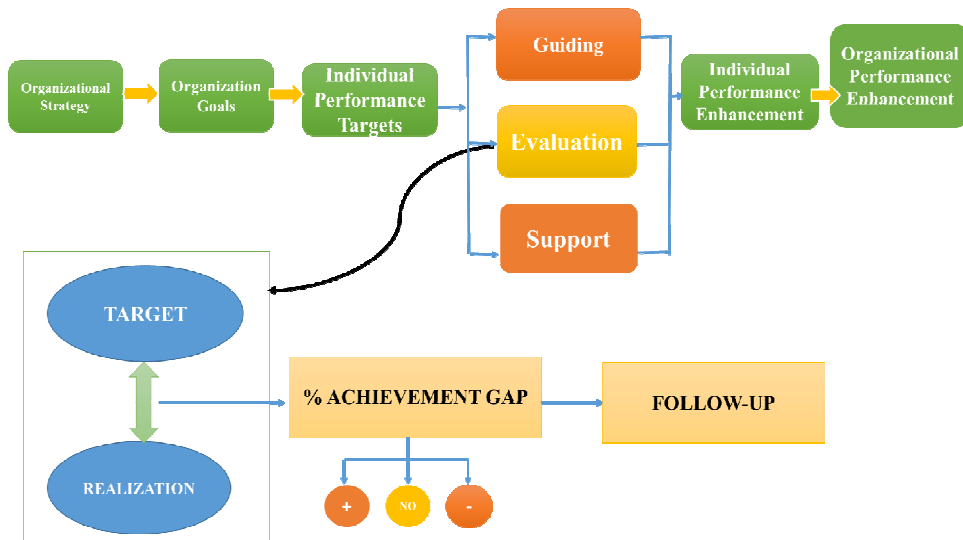 Organizational
Strategy
Organization
Goals
Individual
Performance
Targets
Guiding
Evaluation
Support
Individual
Performance
Enhancement
Organizational
Performance
Enhancement
TARGET
REALIZATION
% ACHIEVEMENT GAP
FOLLOW-UP
+
NO
-